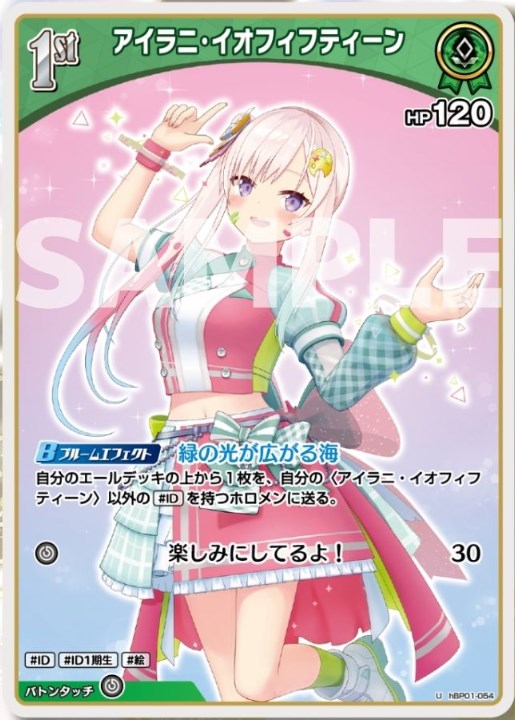 1st
アイラニ・イオフィフティーン
HP120
SAMPLE
Bブルームエフェクト 緑の光が広がる海
自分のエールデッキの上から1枚を、自分の〈アイラニ・イオフィフ
ティーン〉以外の #ID を持つホロメンに送る。
楽しみにしてるよ! 30
#ID #ID1期生 #絵
バトンタッチ
U hBP01-054